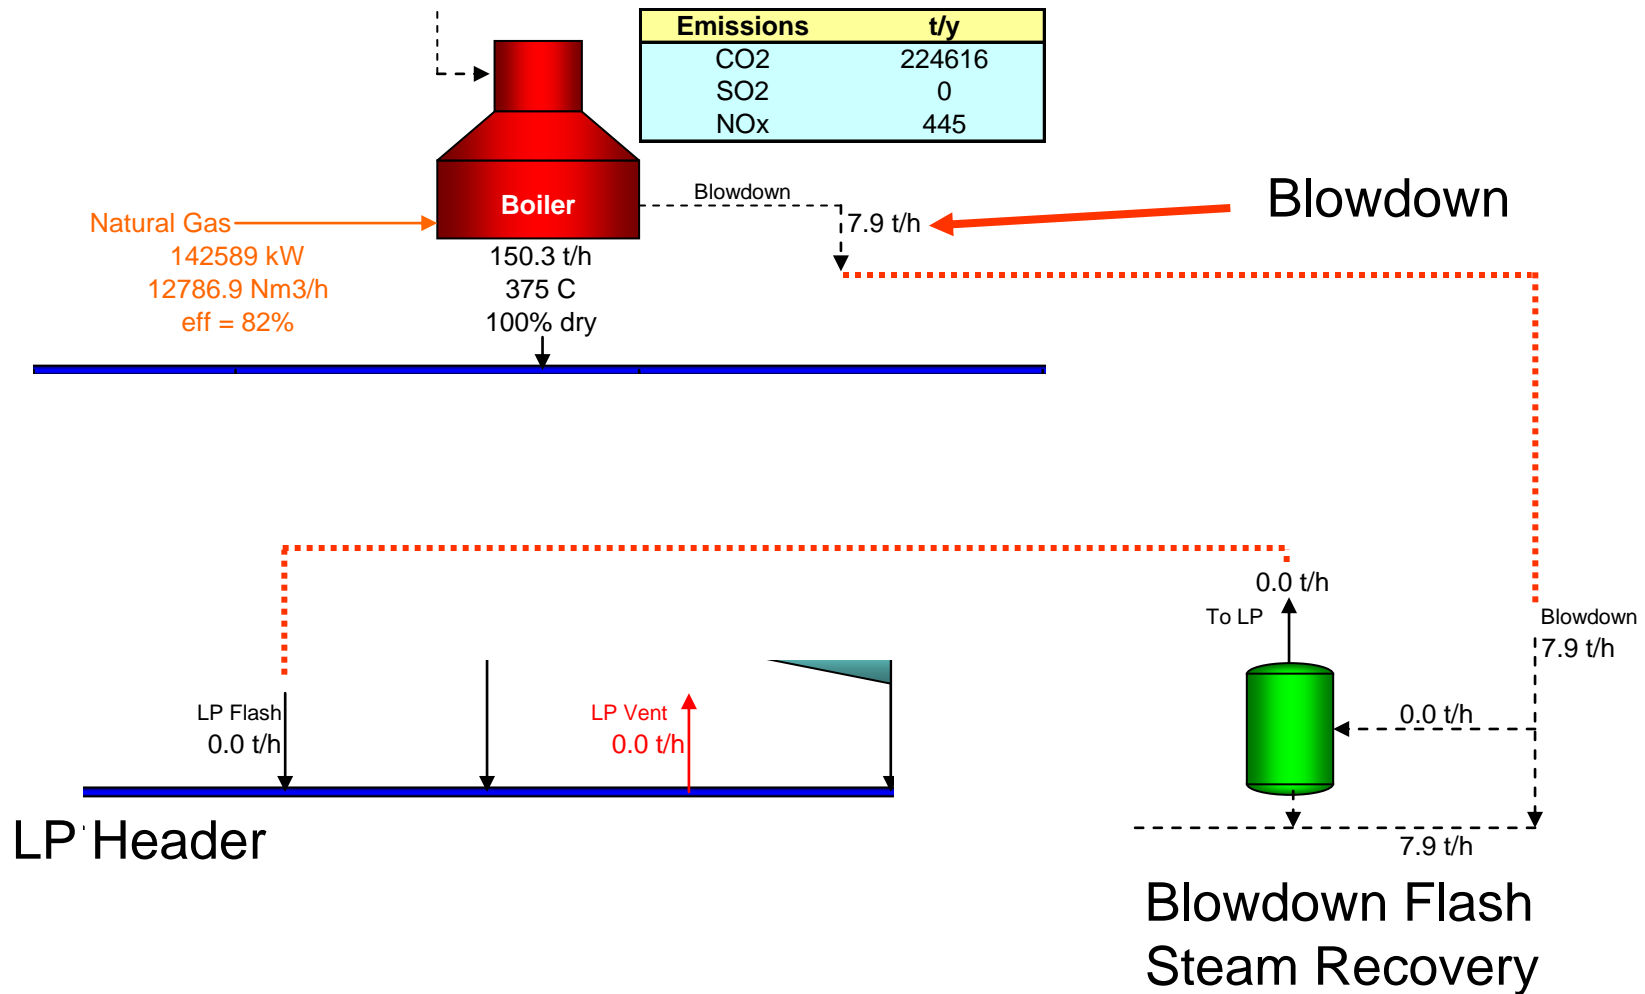 Emissions t/y
CO2 224616
SO2 0
NOx 445
Blowdown
Blowdown
7.9 t/h
Boiler
Natural Gas
142589 kW
12786.9 Nm3/h
eff = 82%
150.3 t/h
375 C
100% dry
0.0 t/h
To LP
Blowdown
7.9 t/h
0.0 t/h
7.9 t/h
LP Flash
0.0 t/h
LP Vent
0.0 t/h
LP Header
Blowdown Flash
Steam Recovery